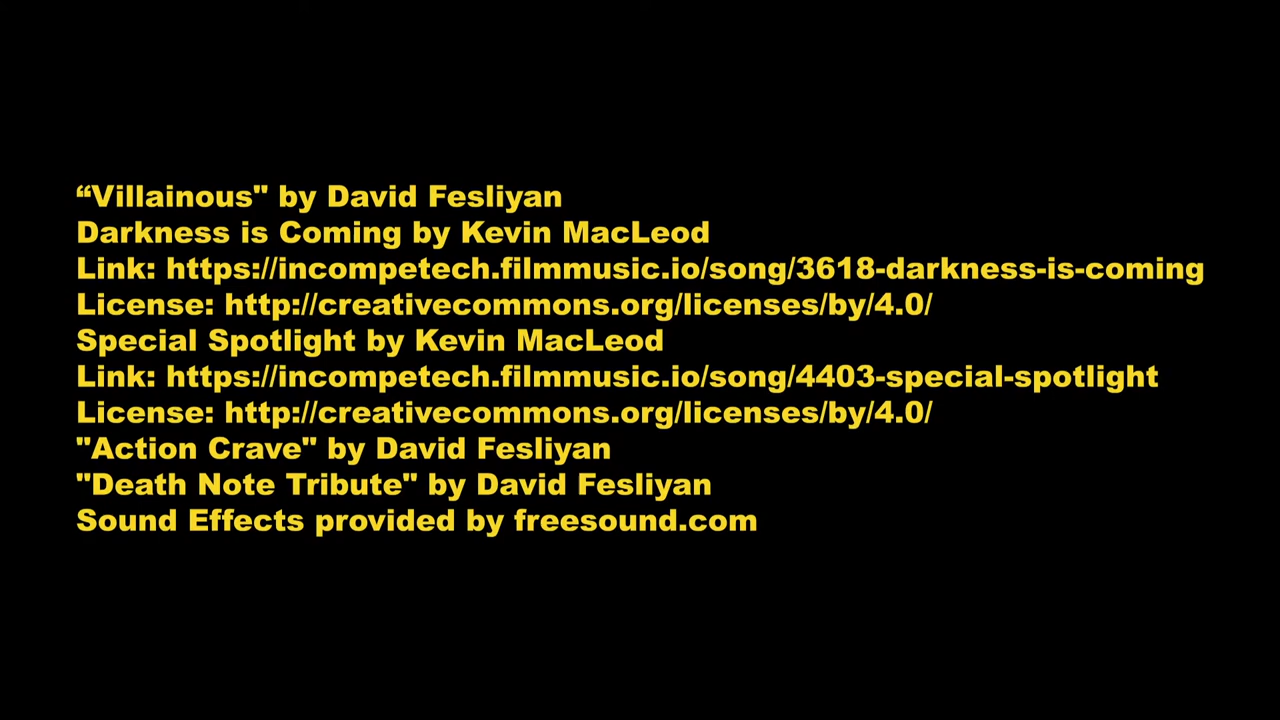 “Villainous" by David Fesliyan
Darkness is Coming by Kevin MacLeod
Link: https://incompetech.filmmusic.io/song/3618-darkness-is-coming
License: http://creativecommons.org/licenses/by/4.0/
Special Spotlight by Kevin MacLeod
Link: https://incompetech.filmmusic.io/song/4403-special-spotlight
License: http://creativecommons.org/licenses/by/4.0/
"Action Crave" by David Fesliyan
"Death Note Tribute" by David Fesliyan
Sound Effects provided by freesound.com